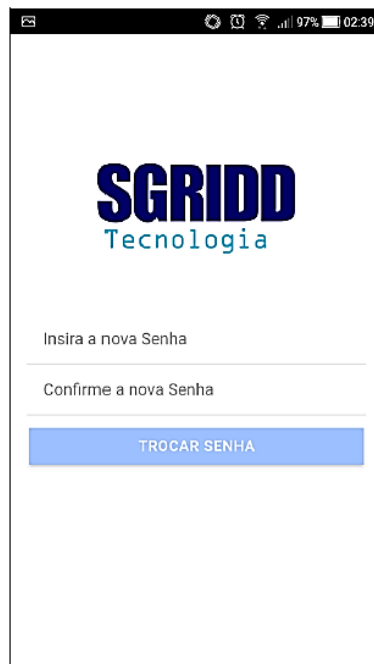 97% 02:39
SGRIDD
Tecnologia
Insira a nova Senha
Confirme a nova Senha
TROCAR SENHA